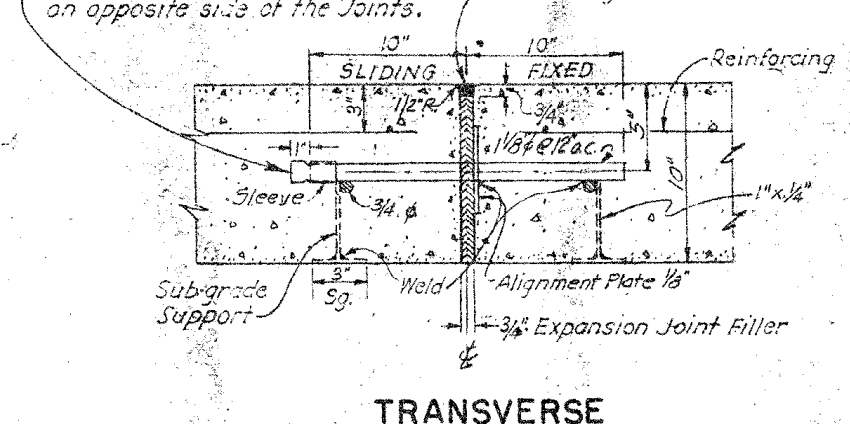 on opposite side of the Joints.
10" 10"
SLIDING FIXED
Reinforcing
3" 1/2"R. 3/4" 5"
1 1/8"φ@12"o.c.
10"
1"
Sleeve 3/4"φ
1"x1/4"
3" Sq.
Weld
Alignment Plate 1/8"
Sub-grade
Support
3/4" Expansion Joint Filler
℄
TRANSVERSE